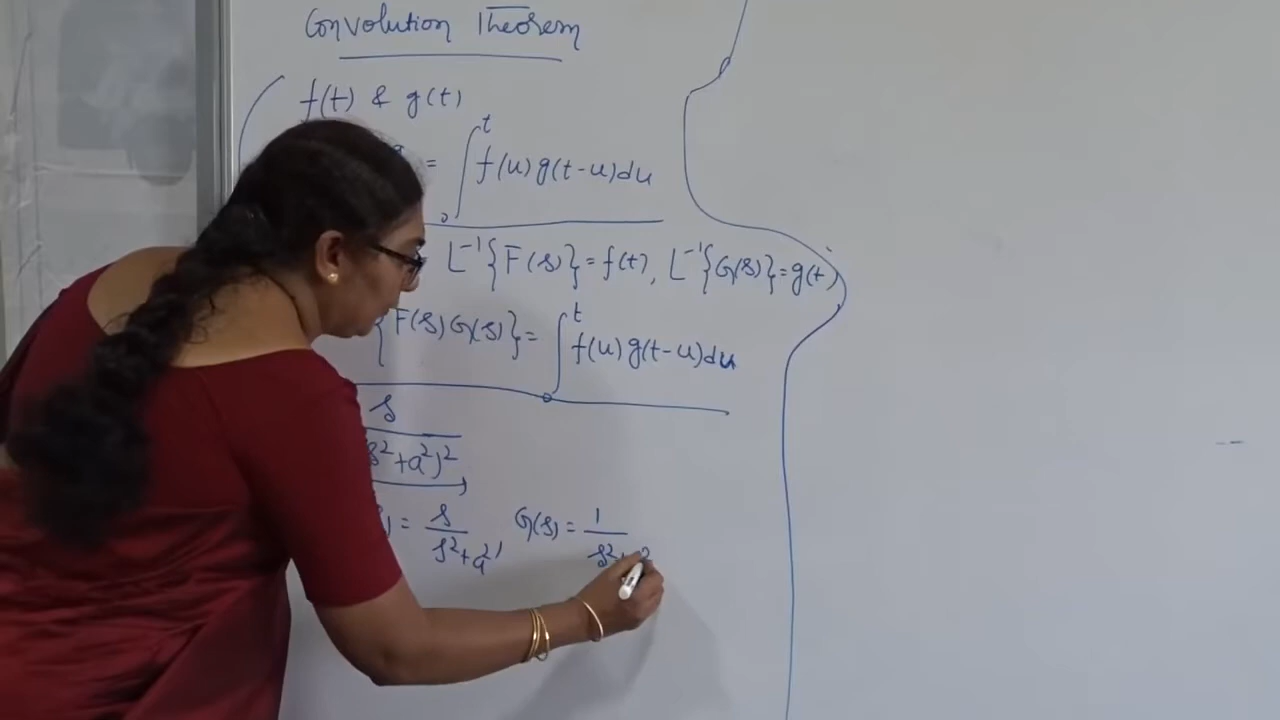 Convolution Theorem
f(t) & g(t)
= ∫₀ᵗ f(u) g(t-u) du
L⁻¹{F(s)} = f(t), L⁻¹{G(s)} = g(t)
{F(s) G(s)} = ∫₀ᵗ f(u) g(t-u) du
s
s²+a²)²
) = s/(s²+a²), G(s) = 1/s²